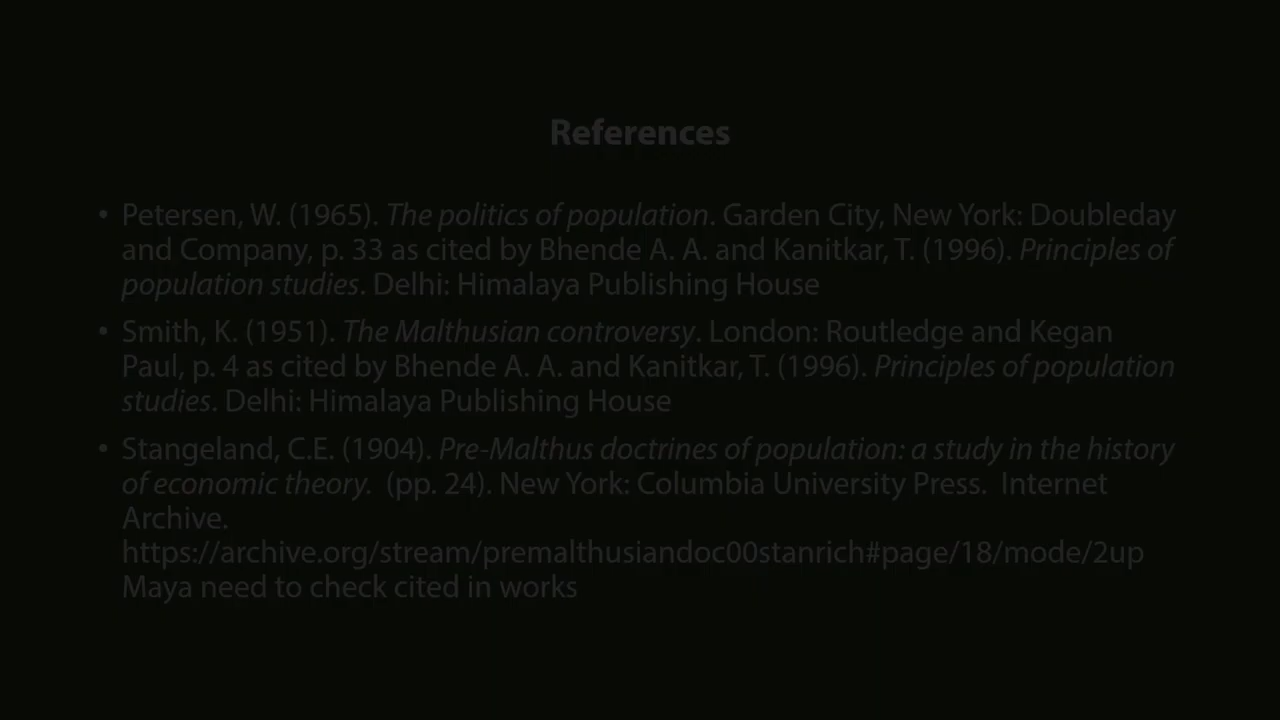 References
• Petersen, W. (1965). The politics of population. Garden City, New York: Doubleday
and Company, p. 33 as cited by Bhende A. A. and Kanitkar, T. (1996). Principles of
population studies. Delhi: Himalaya Publishing House
• Smith, K. (1951). The Malthusian controversy. London: Routledge and Kegan
Paul, p. 4 as cited by Bhende A. A. and Kanitkar, T. (1996). Principles of population
studies. Delhi: Himalaya Publishing House
• Stangeland, C.E. (1904). Pre-Malthus doctrines of population: a study in the history
of economic theory.  (pp. 24). New York: Columbia University Press.  Internet
Archive.
https://archive.org/stream/premalthusiandoc00stanrich#page/18/mode/2up
Maya need to check cited in works